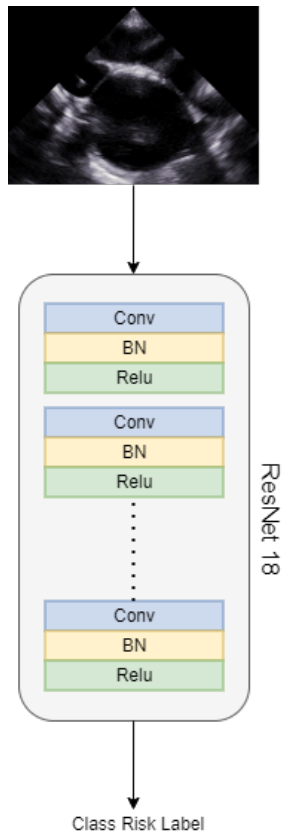 Conv
BN
Relu
Conv
BN
Relu
Conv
BN
Relu
ResNet 18
Class Risk Label